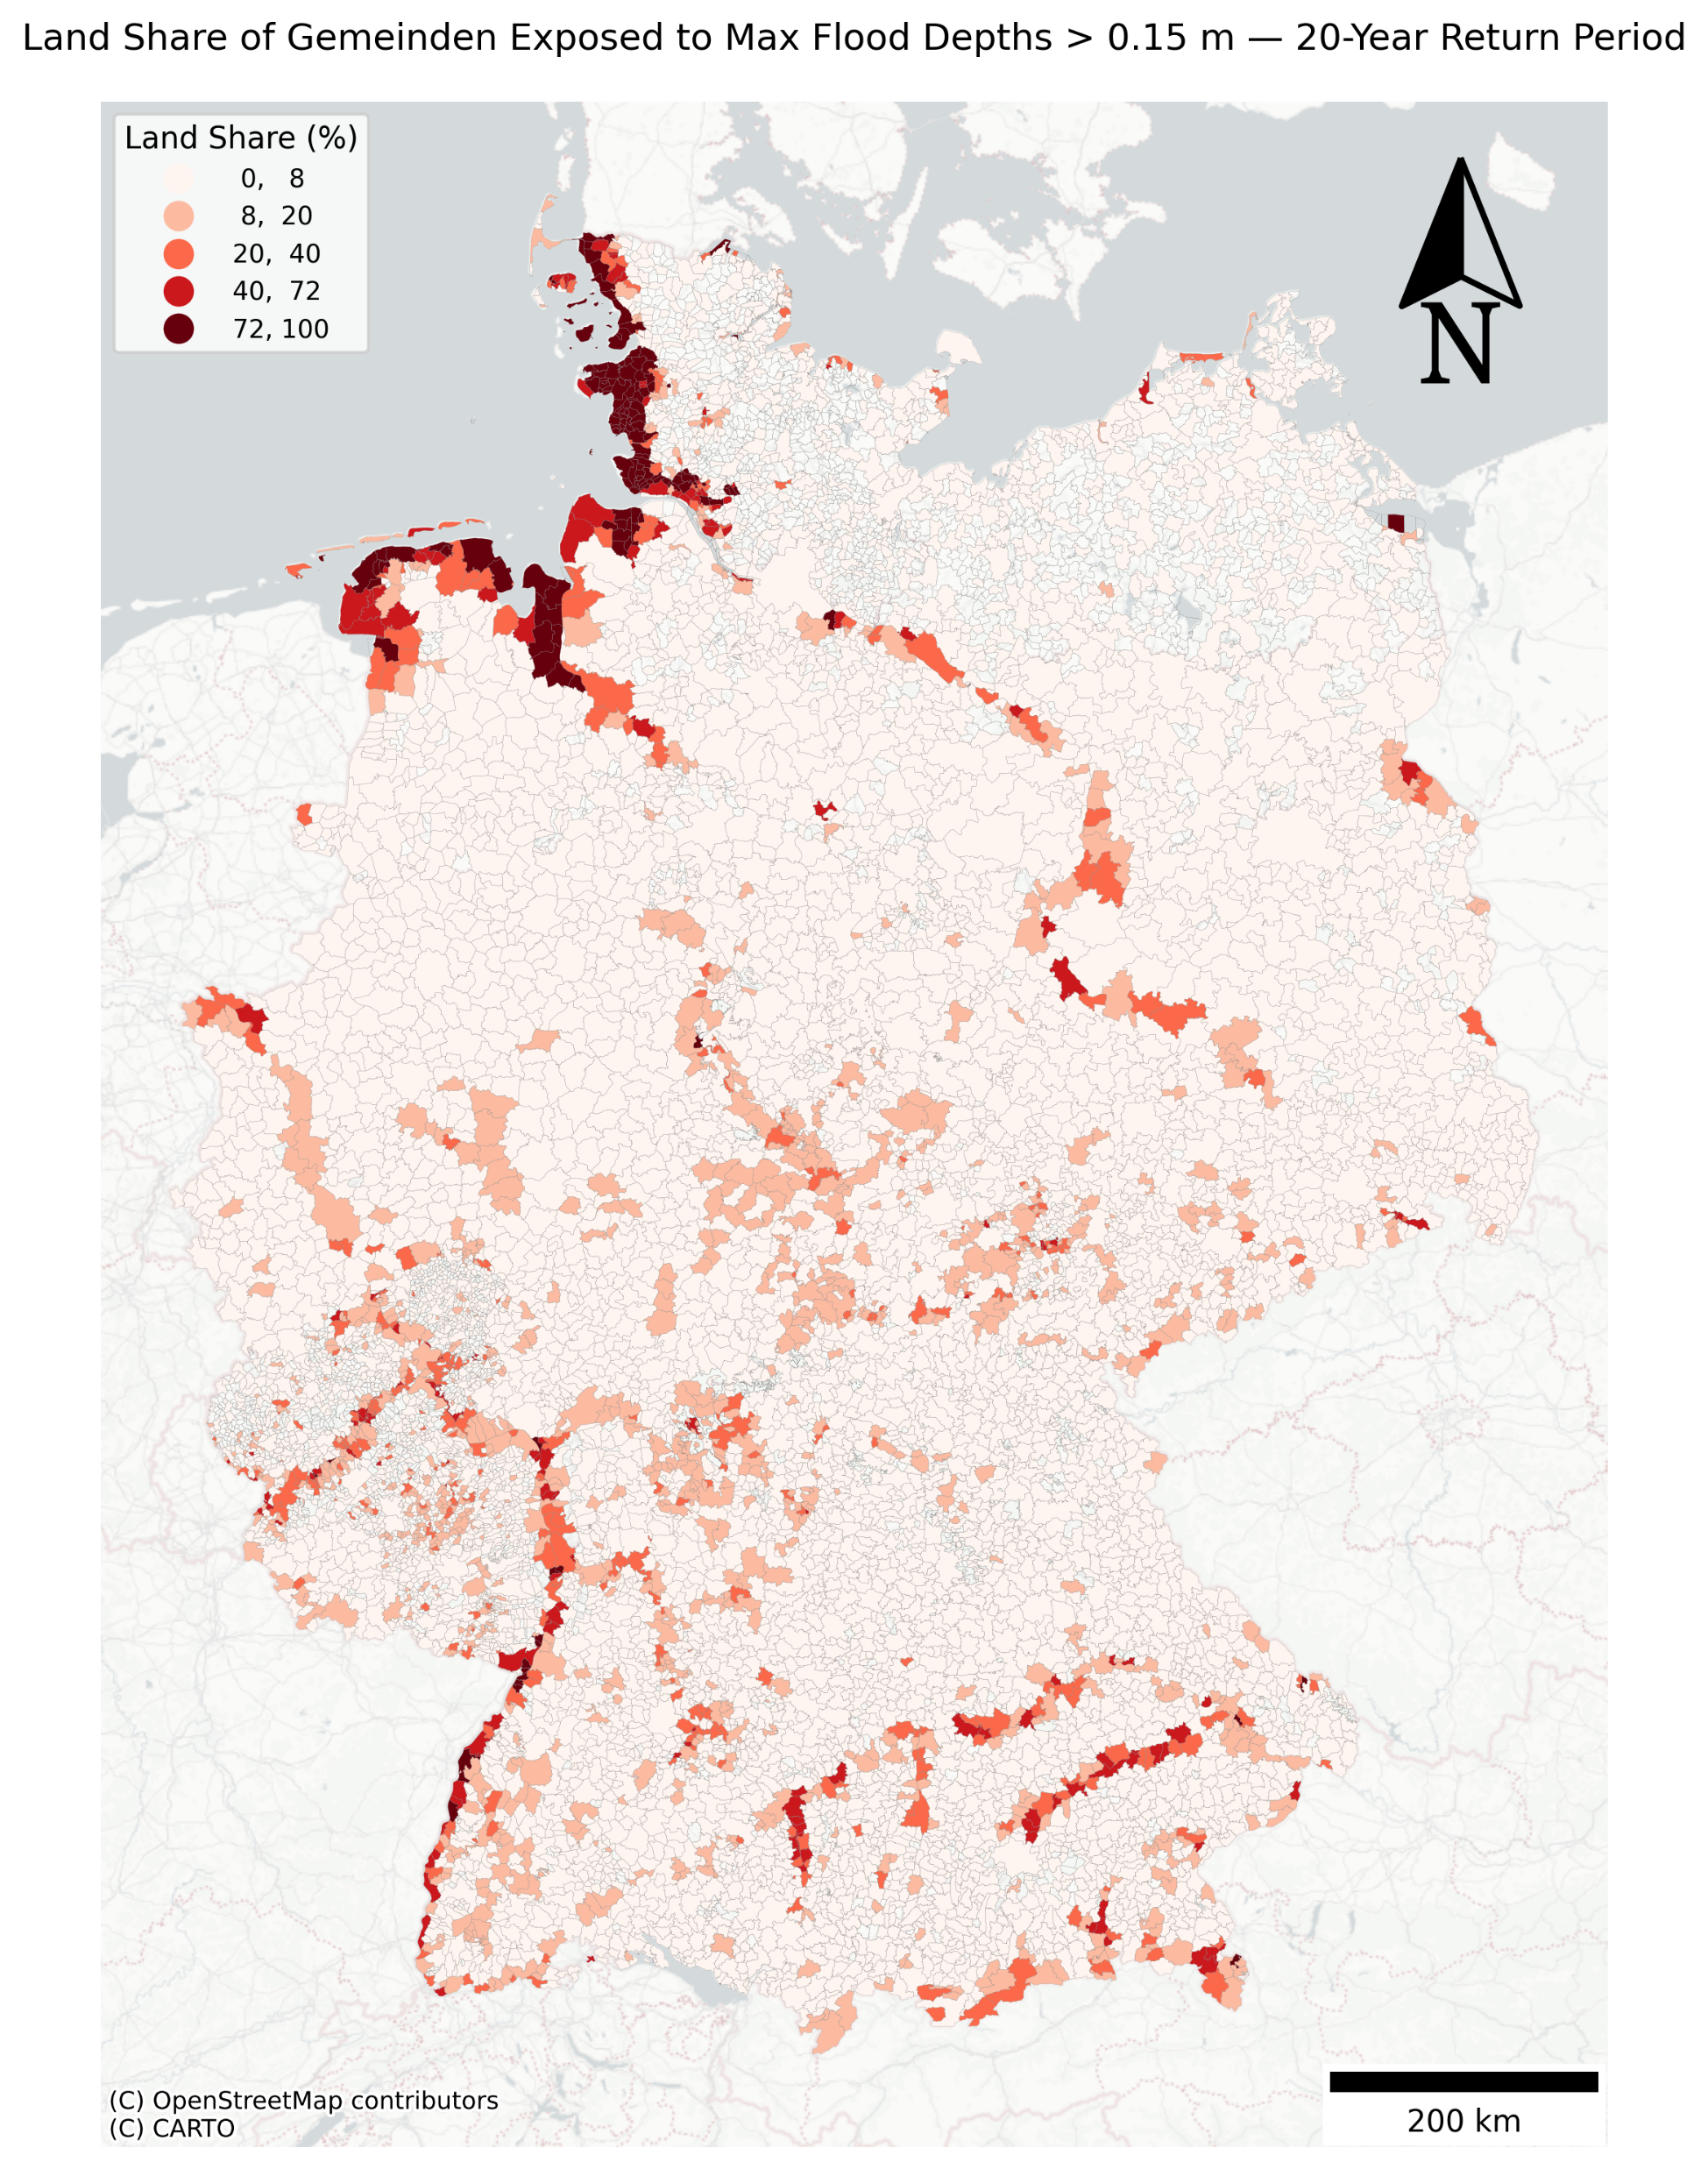 Land Share of Gemeinden Exposed to Max Flood Depths > 0.15 m — 20-Year Return Period
Land Share (%)
0, 8
8, 20
20, 40
40, 72
72, 100
N
(C) OpenStreetMap contributors
(C) CARTO
200 km